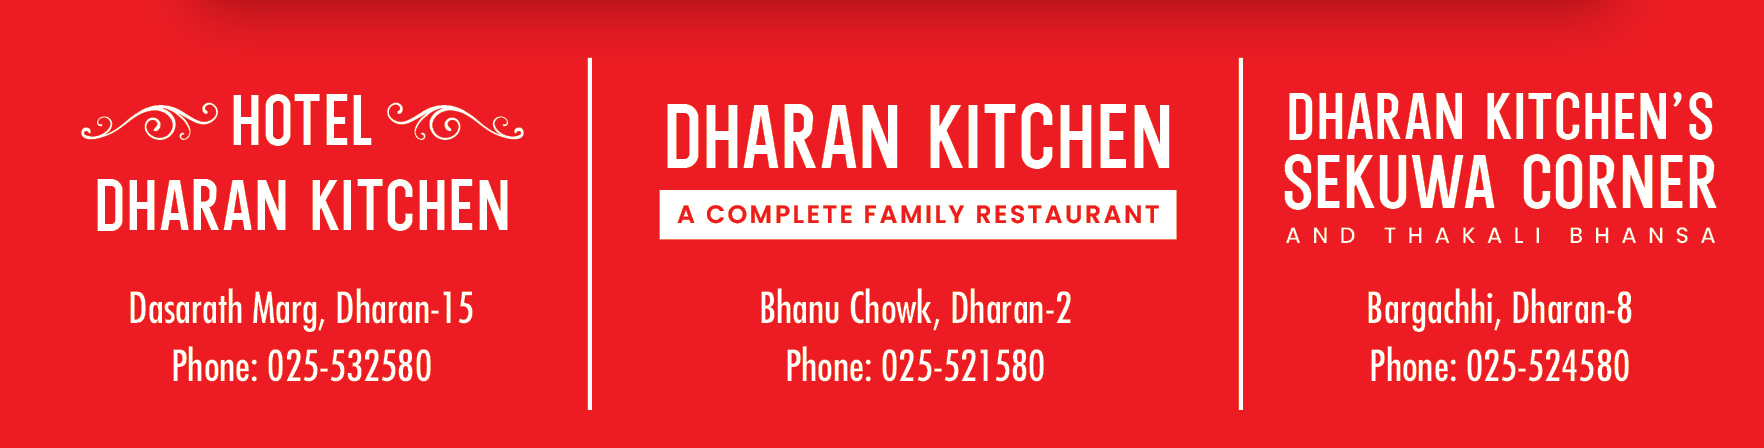 HOTEL
DHARAN KITCHEN
Dasarath Marg, Dharan-15
Phone: 025-532580
DHARAN KITCHEN
A COMPLETE FAMILY RESTAURANT
Bhanu Chowk, Dharan-2
Phone: 025-521580
DHARAN KITCHEN'S
SEKUWA CORNER
AND THAKALI BHANSA
Bargachhi, Dharan-8
Phone: 025-524580